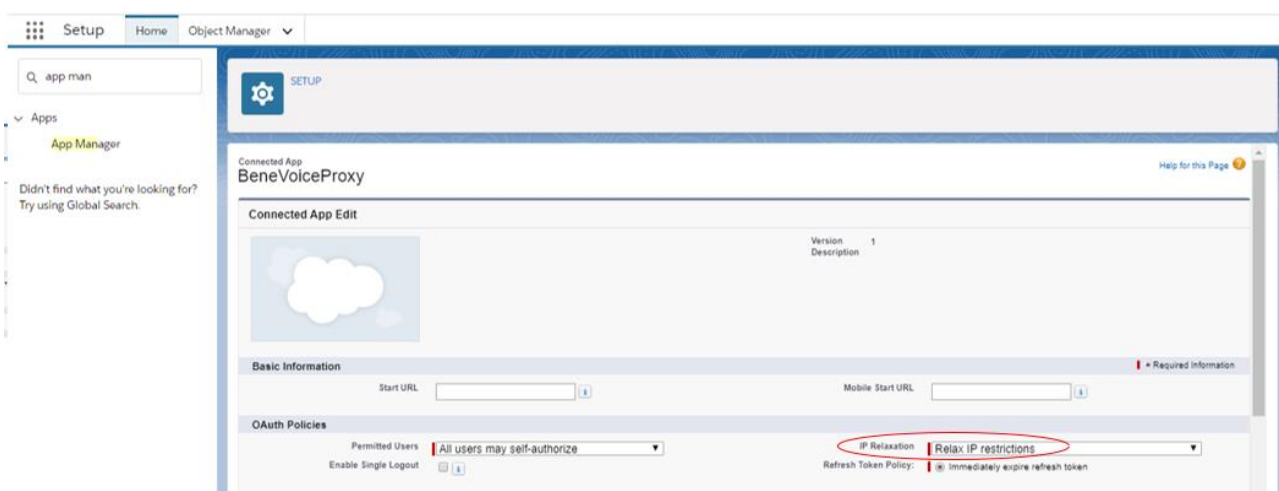 Setup
Home
Object Manager
app man
Apps
App Manager
Didn't find what you're looking for?
Try using Global Search.
SETUP
Connected App
BeneVoiceProxy
Help for this Page
Connected App Edit
Version 1
Description
Basic Information
= Required Information
Start URL
Mobile Start URL
OAuth Policies
Permitted Users All users may self-authorize
IP Relaxation Relax IP restrictions
Enable Single Logout
Refresh Token Policy: Immediately expire refresh token